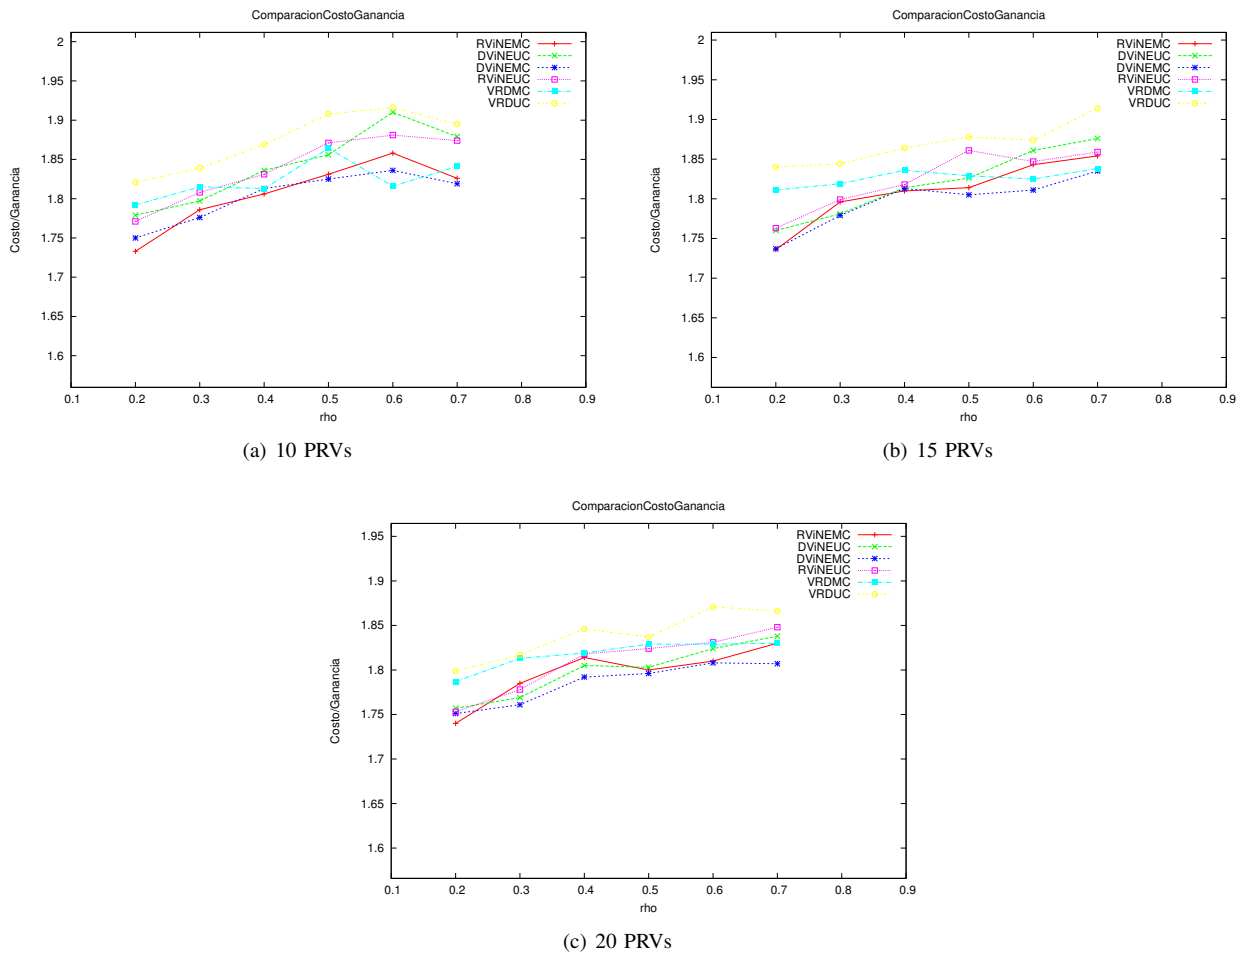 ComparacionCostoGanancia
2
1.95
1.9
1.85
1.8
1.75
1.7
1.65
1.6
Costo/Ganancia
RViNEMC
DViNEUC
DViNEMC
RViNEUC
VRDMC
VRDUC
0.1 0.2 0.3 0.4 0.5 0.6 0.7 0.8 0.9
rho
(a) 10 PRVs
ComparacionCostoGanancia
2
1.95
1.9
1.85
1.8
1.75
1.7
1.65
1.6
Costo/Ganancia
RViNEMC
DViNEUC
DViNEMC
RViNEUC
VRDMC
VRDUC
0.1 0.2 0.3 0.4 0.5 0.6 0.7 0.8 0.9
rho
(b) 15 PRVs
ComparacionCostoGanancia
1.95
1.9
1.85
1.8
1.75
1.7
1.65
1.6
Costo/Ganancia
RViNEMC
DViNEUC
DViNEMC
RViNEUC
VRDMC
VRDUC
0.1 0.2 0.3 0.4 0.5 0.6 0.7 0.8 0.9
rho
(c) 20 PRVs